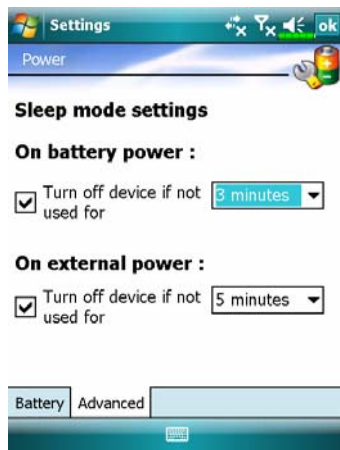 Settings
ok
Power
Sleep mode settings
On battery power :
Turn off device if not
used for
3 minutes
On external power :
Turn off device if not
used for
5 minutes
Battery
Advanced